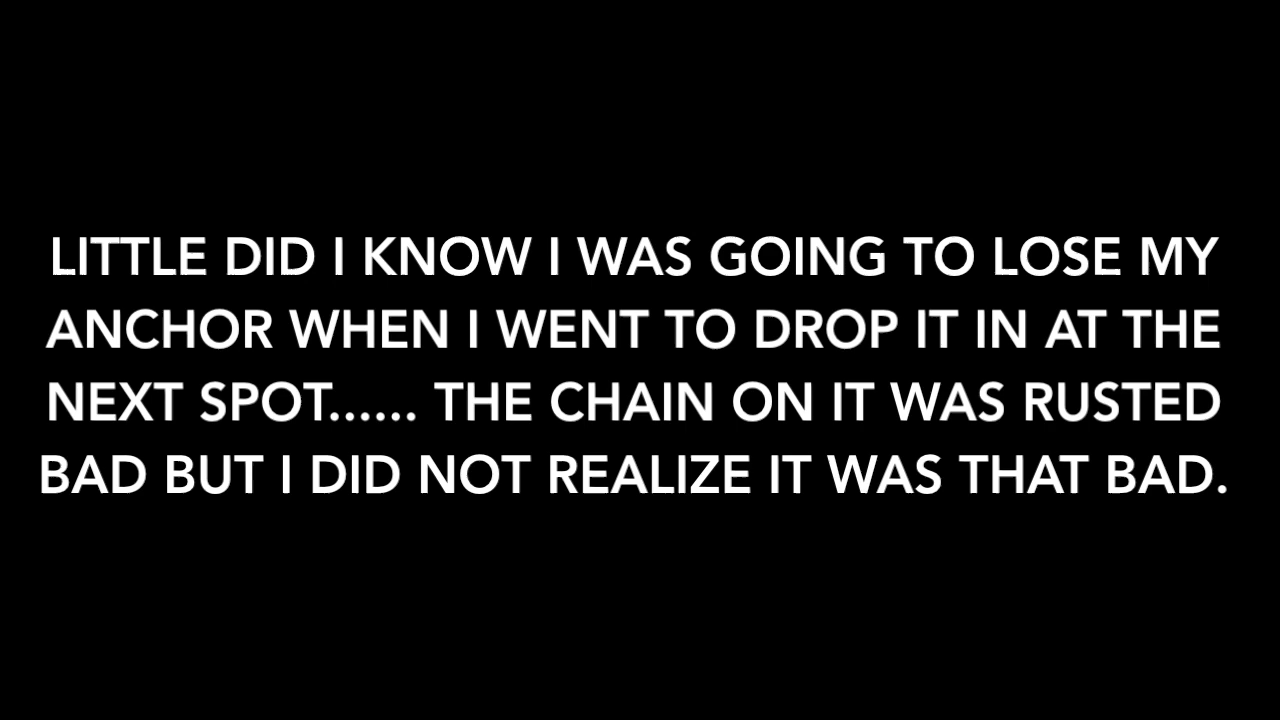 LITTLE DID I KNOW I WAS GOING TO LOSE MY
ANCHOR WHEN I WENT TO DROP IT IN AT THE
NEXT SPOT...... THE CHAIN ON IT WAS RUSTED
BAD BUT I DID NOT REALIZE IT WAS THAT BAD.